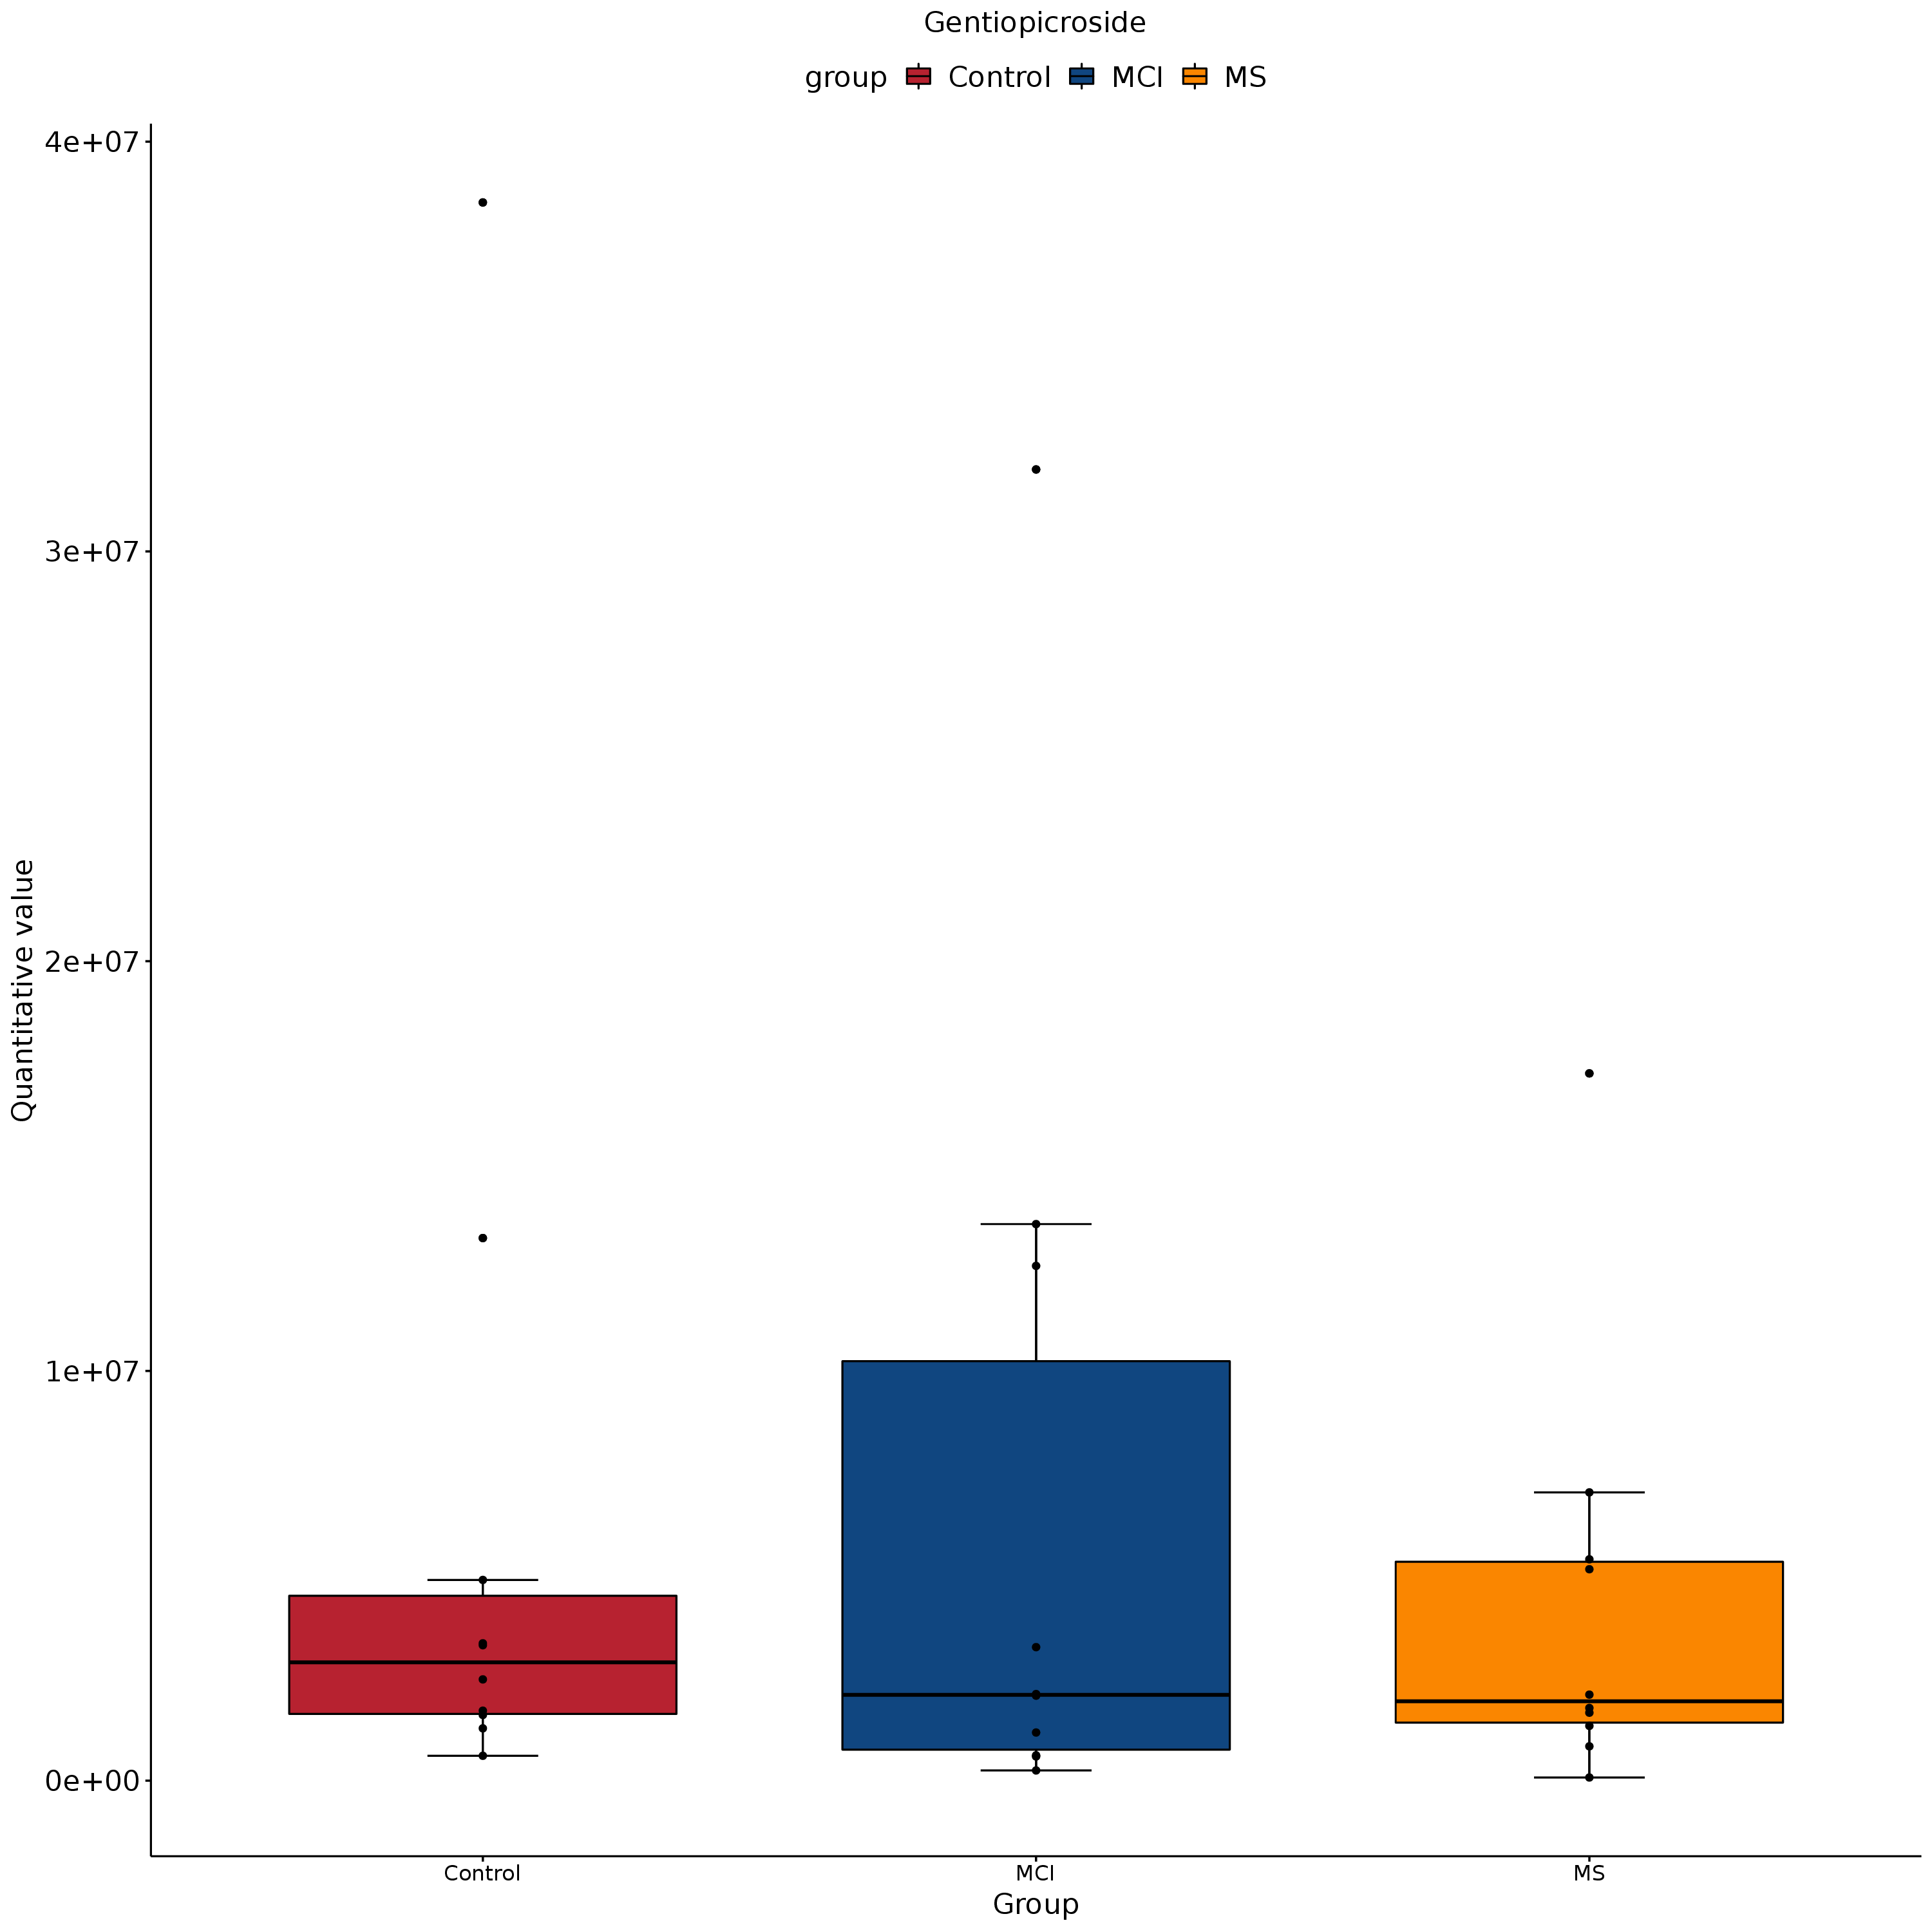 Gentiopicroside
group Control MCI MS
4e+07
3e+07
2e+07
1e+07
0e+00
Quantitative value
Control MCI MS
Group